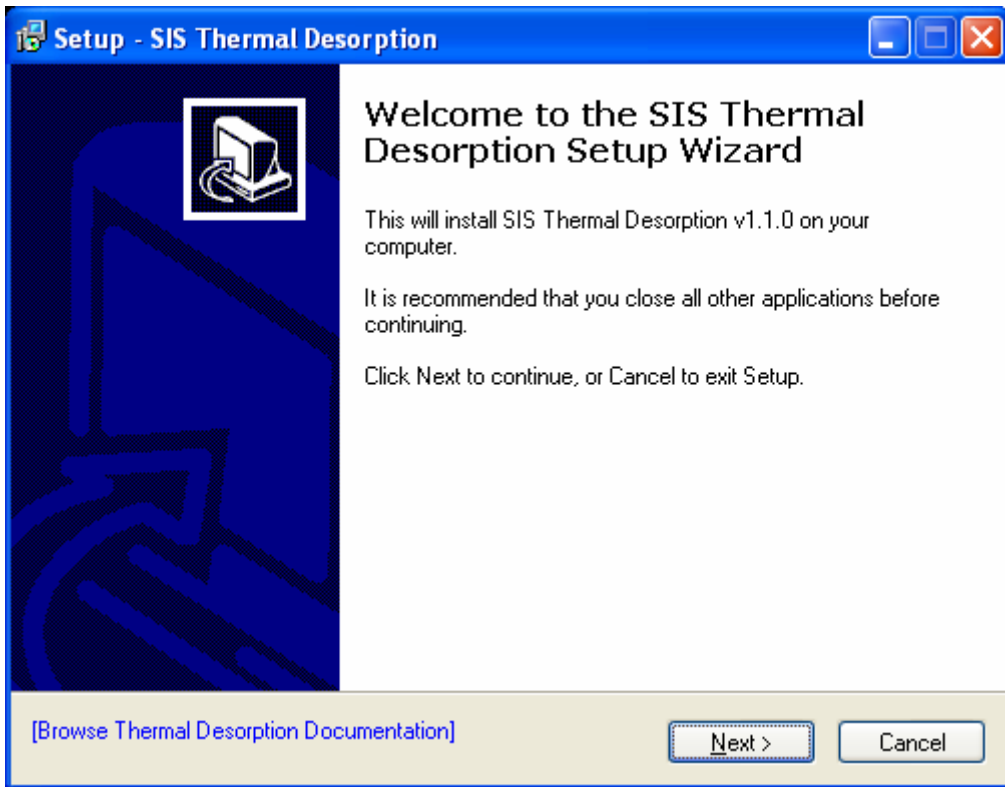 Setup - SIS Thermal Desorption
Welcome to the SIS Thermal
Desorption Setup Wizard
This will install SIS Thermal Desorption v1.1.0 on your
computer.
It is recommended that you close all other applications before
continuing.
Click Next to continue, or Cancel to exit Setup.
[Browse Thermal Desorption Documentation]
Next >
Cancel